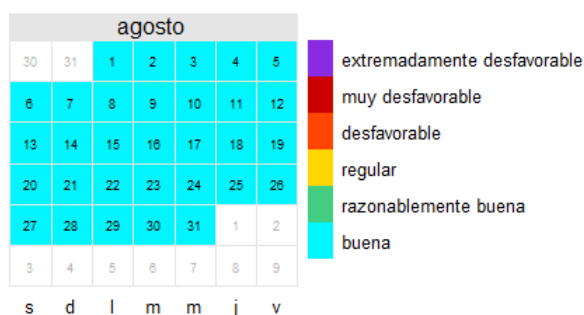 agosto
30 31 1 2 3 4 5
6 7 8 9 10 11 12
13 14 15 16 17 18 19
20 21 22 23 24 25 26
27 28 29 30 31 1 2
3 4 5 6 7 8 9
s d l m m j v
extremadamente desfavorable
muy desfavorable
desfavorable
regular
razonablemente buena
buena